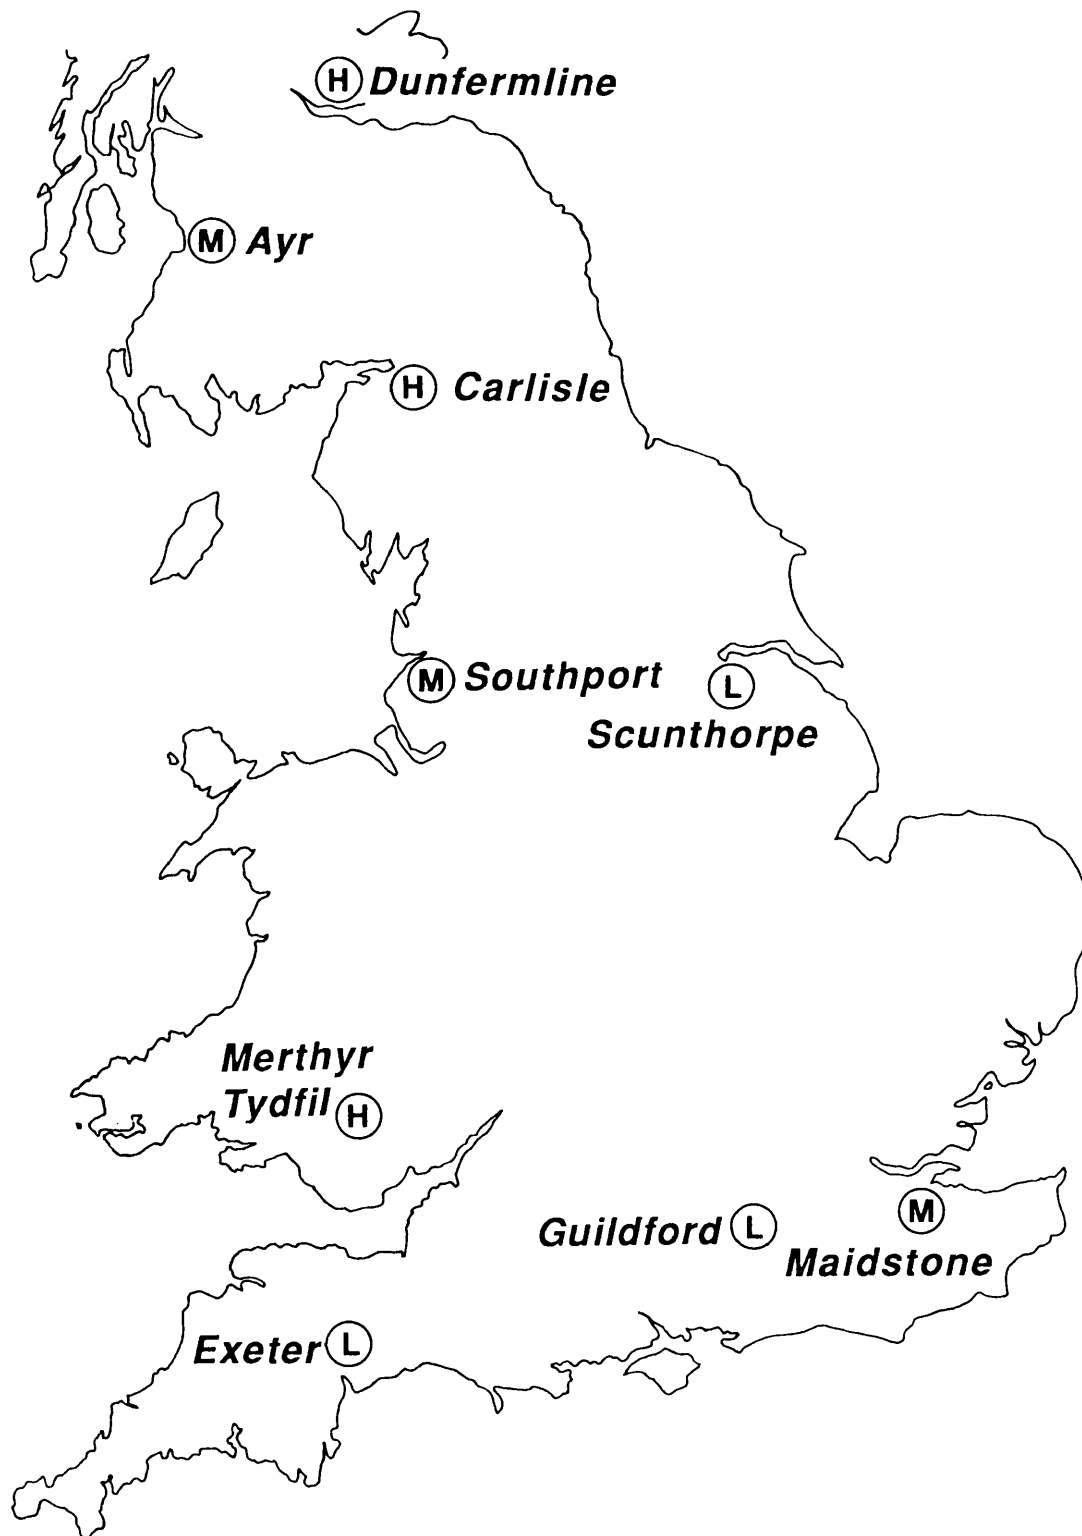 H Dunfermline
M Ayr
H Carlisle
M Southport
L
Scunthorpe
Merthyr
Tydfil H
Guildford L
M
Maidstone
Exeter L